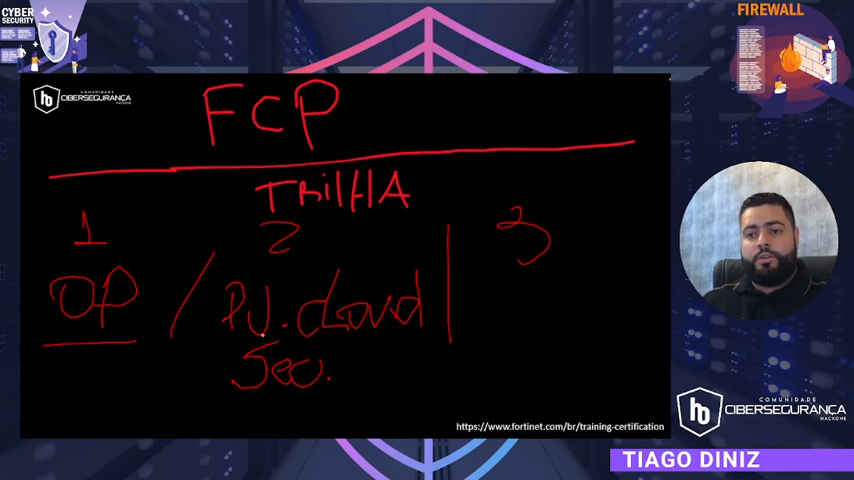 CYBER
SECURITY
FIREWALL
COMUNIDADE
CIBERSEGURANÇA
HACKONE
FCP
TRilHA
1
2
3
OP / PU.cloud
Sec.
https://www.fortinet.com/br/training-certification
COMUNIDADE
CIBERSEGURANÇA
HACKONE
TIAGO DINIZ